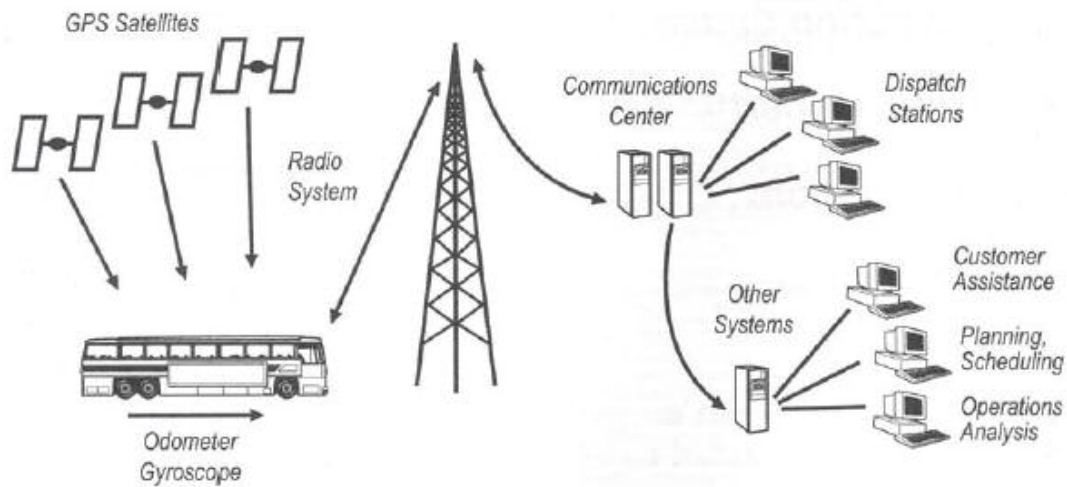 GPS Satellites
Radio
System
Communications
Center
Dispatch
Stations
Other
Systems
Customer
Assistance
Planning,
Scheduling
Operations
Analysis
Odometer
Gyroscope